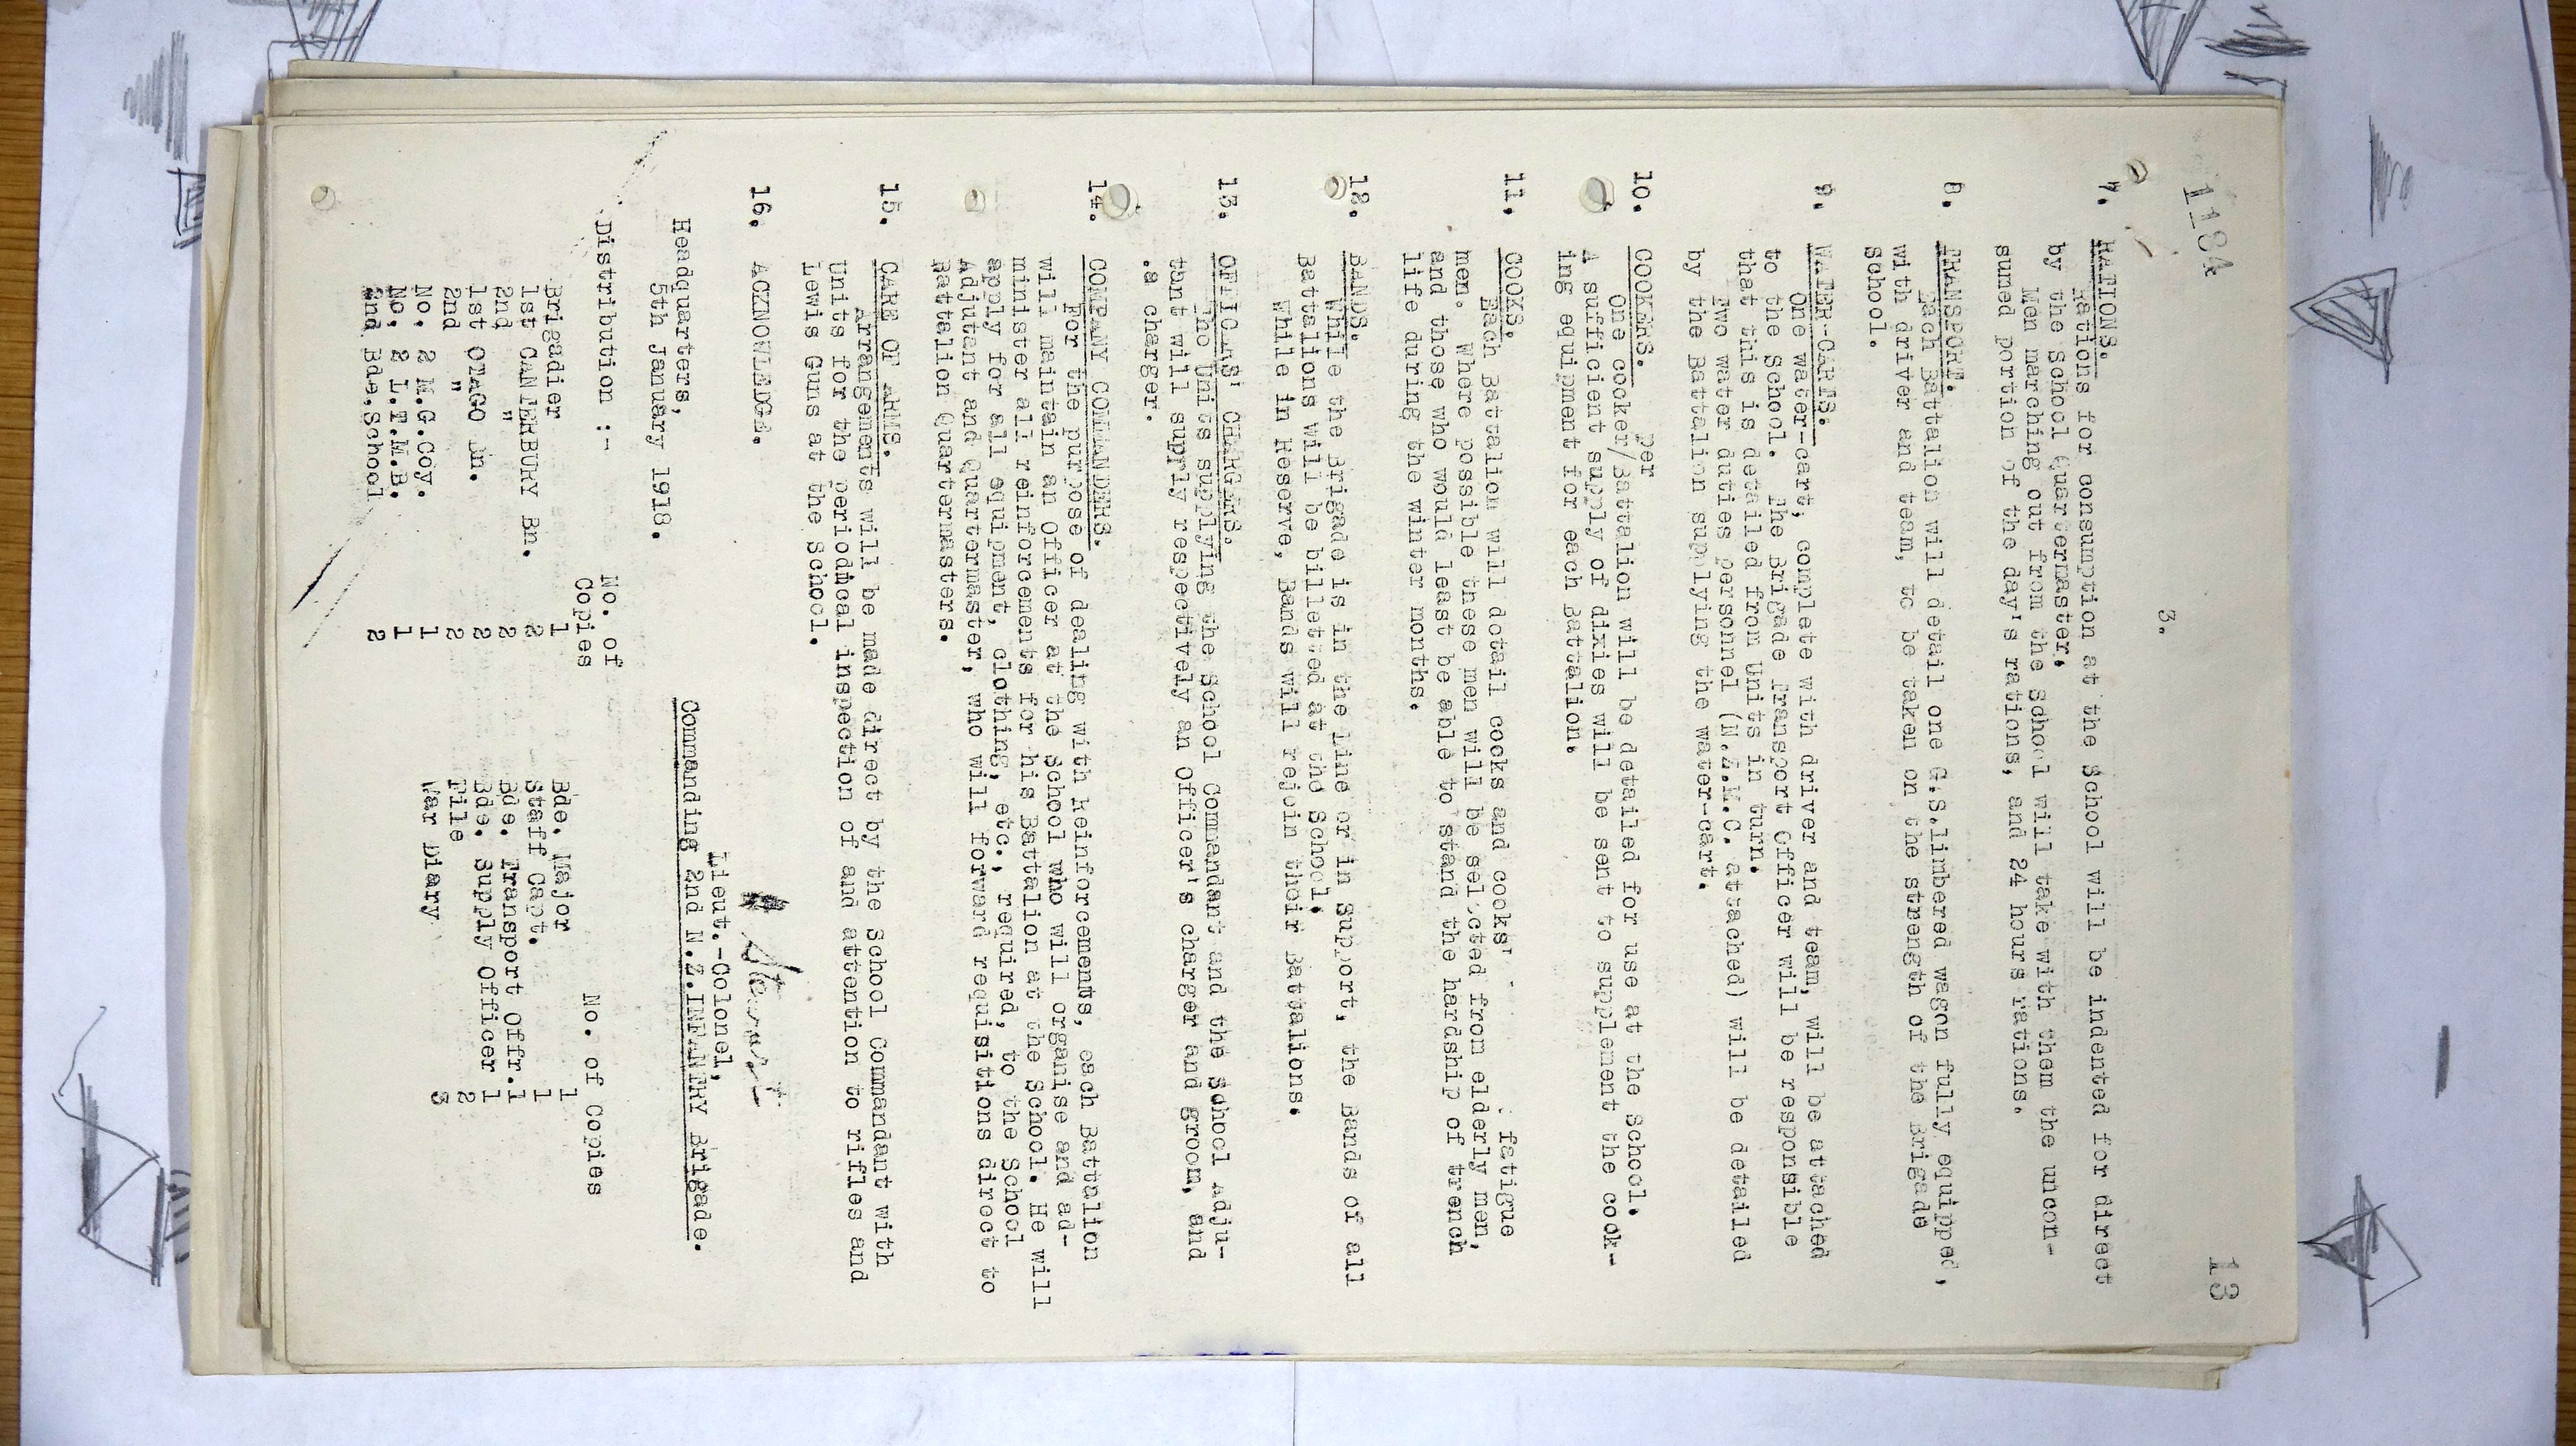 1184
13
3.
7. RATIONS.
Rations for consumption at the School will be indented for direct
by the School Quartermaster.
Men marching out from the School will take with them the uncon-
sumed portion of the day's rations, and 24 hours rations.
8. TRANSPORT.
Each Battalion will detail one G.S.limbered wagon fully equipped,
with driver and team, to be taken on the strength of the Brigade
School.
9. WATER-CARTS.
One water-cart, complete with driver and team, will be attached
to the School. The Brigade Transport Officer will be responsible
that this is detailed from Units in turn.
Two water duties personnel (N.Z.M.C. attached) will be detailed
by the Battalion supplying the water-cart.
10. COOKERS.
per
One cooker/Battalion will be detailed for use at the School.
A sufficient supply of dixies will be sent to supplement the cook-
ing equipment for each Battalion.
11. COOKS.
Each Battalion will detail cooks and cooks' fatigue
men. Where possible these men will be selected from elderly men,
and those who would least be able to stand the hardship of trench
life during the winter months.
12. BANDS.
While the Brigade is in the Line or in Support, the Bands of all
Battalions will be billeted at the School.
While in Reserve, Bands will rejoin their Battalions.
13. OFFICERS' CHARGERS.
The Units supplying the School Commandant and the School Adju-
tant will supply respectively an Officer's charger and groom, and
a charger.
14. COMPANY COMMANDERS.
For the purpose of dealing with Reinforcements, each Battalion
will maintain an Officer at the School who will organise and ad-
minister all reinforcements for his Battalion at the School. He will
apply for all equipment, clothing, etc., required, to the School
Adjutant and Quartermaster, who will forward requisitions direct to
Battalion Quartermasters.
15. CARE OF ARMS.
Arrangements will be made direct by the School Commandant with
Units for the periodical inspection of and attention to rifles and
Lewis Guns at the School.
16. ACKNOWLEDGE.
Lieut.-Colonel,
Headquarters, Commanding 2nd N.Z.INFANTRY Brigade.
5th January 1918.
Distribution :- No. of Copies No. of Copies
Brigadier 1 Bde. Major 1
1st CANTERBURY Bn. 2 Staff Capt. 1
2nd " 2 Bde. Transport Offr. 1
1st OTAGO Bn. 2 Bde. Supply Officer 1
2nd " 2 File 2
No. 2 M.G.Coy. 1 War Diary 3
No. 2 L.T.M.B. 1
2nd Bde.School 2